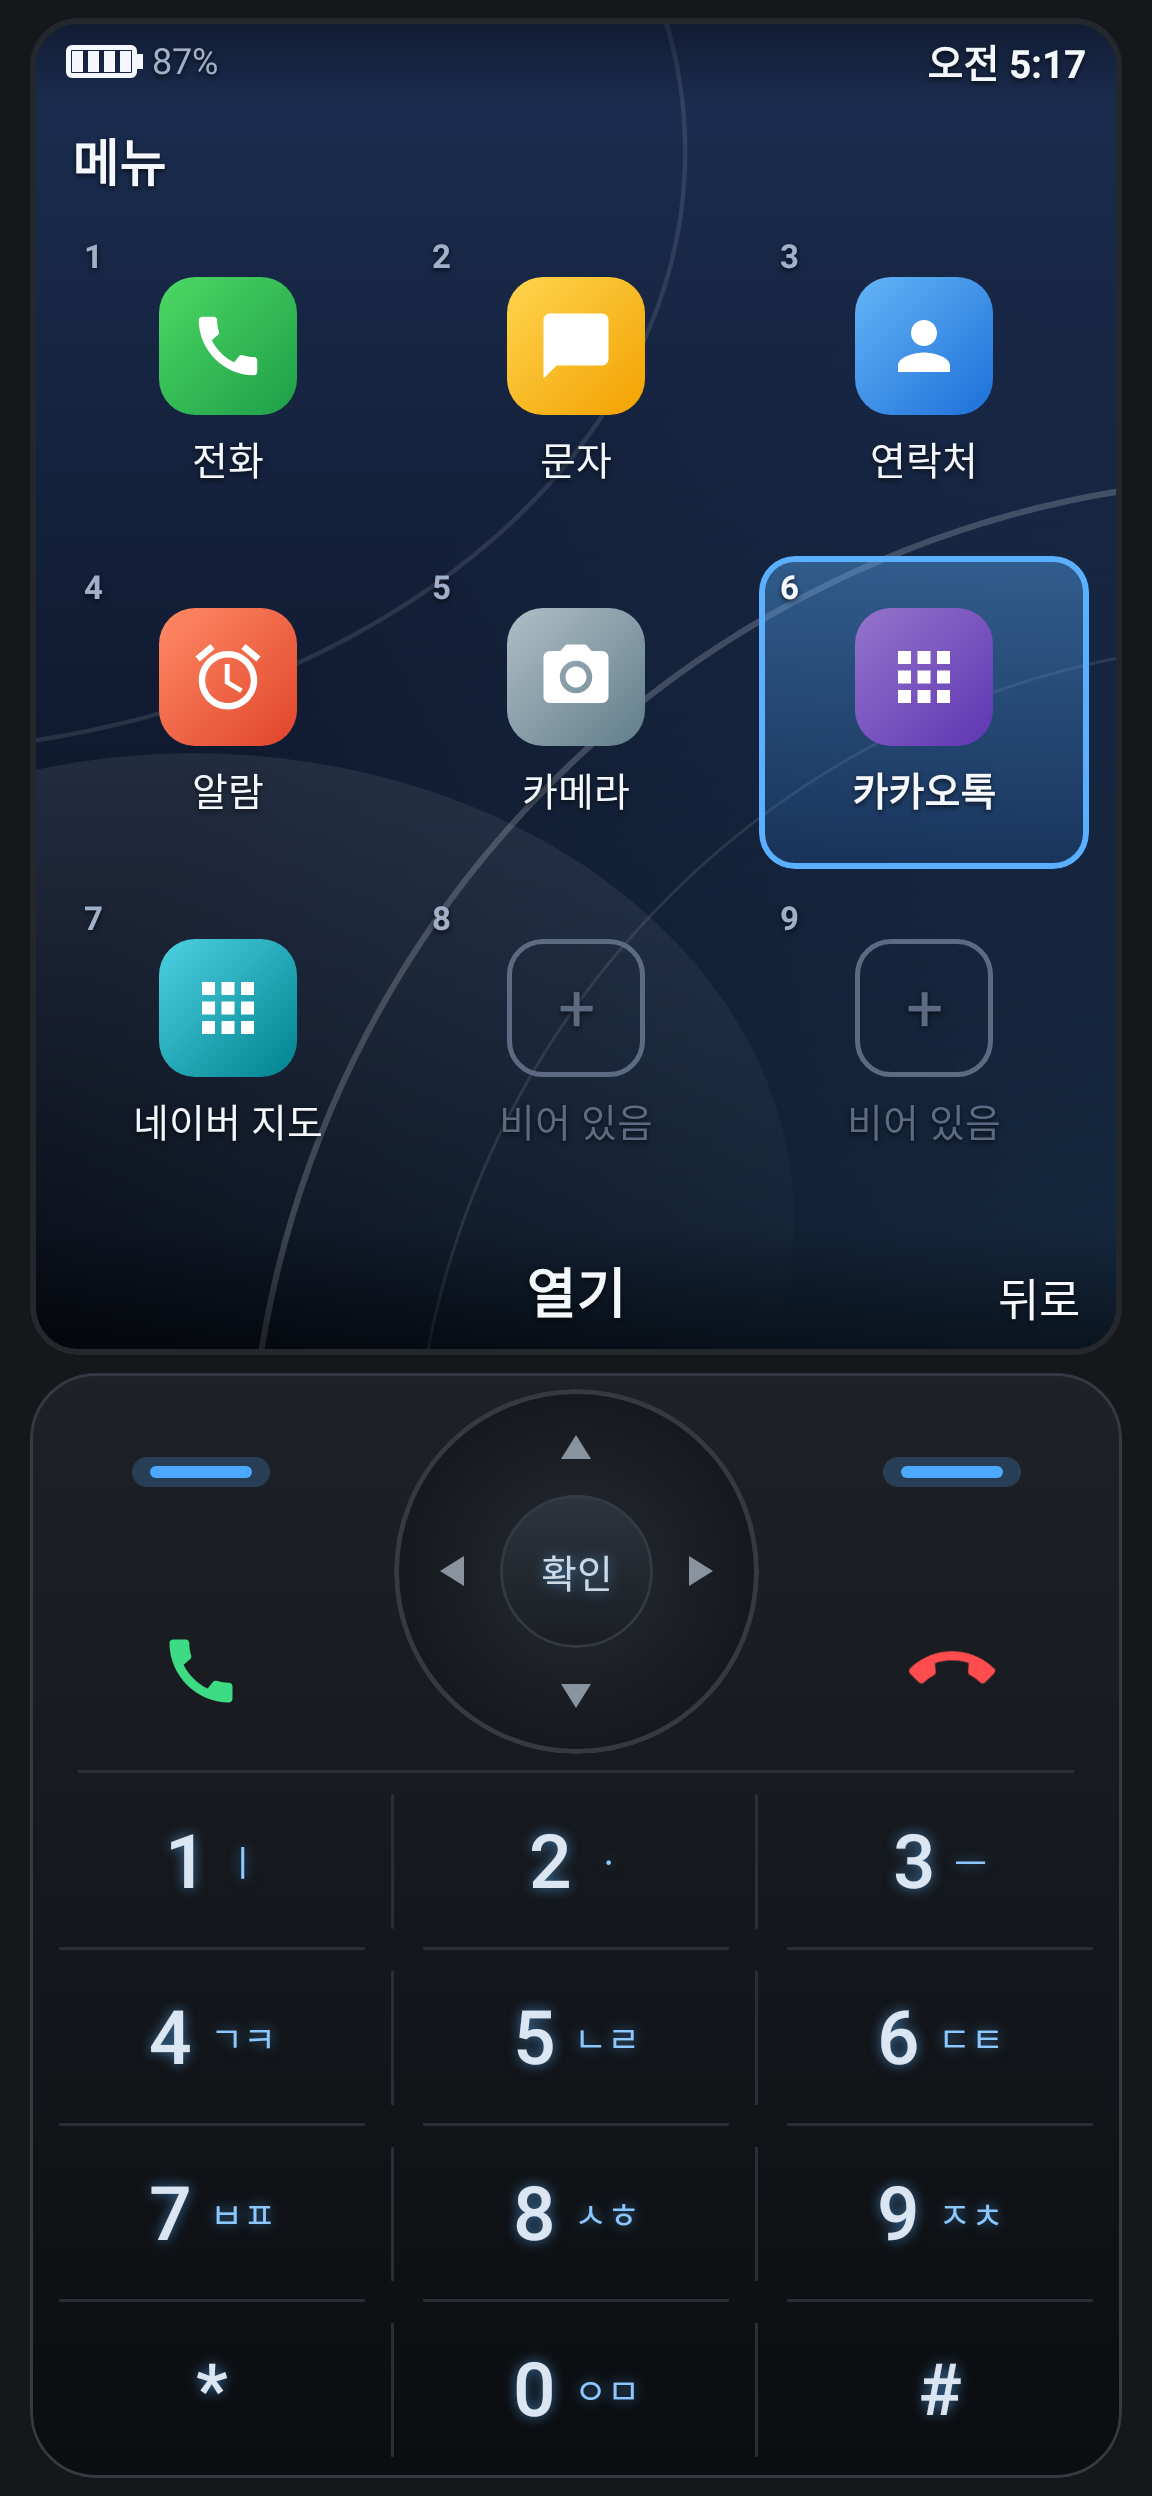 87% 오전 5:17
메뉴
1 2 3
전화 문자 연락처
4 5 6
알람 카메라 카카오톡
7 8 9
+ +
네이버 지도 비어 있음 비어 있음
열기 뒤로
확인
1 ㅣ 2 · 3 ㅡ
4 ㄱㅋ 5 ㄴㄹ 6 ㄷㅌ
7 ㅂㅍ 8 ㅅㅎ 9 ㅈㅊ
* 0 ㅇㅁ #